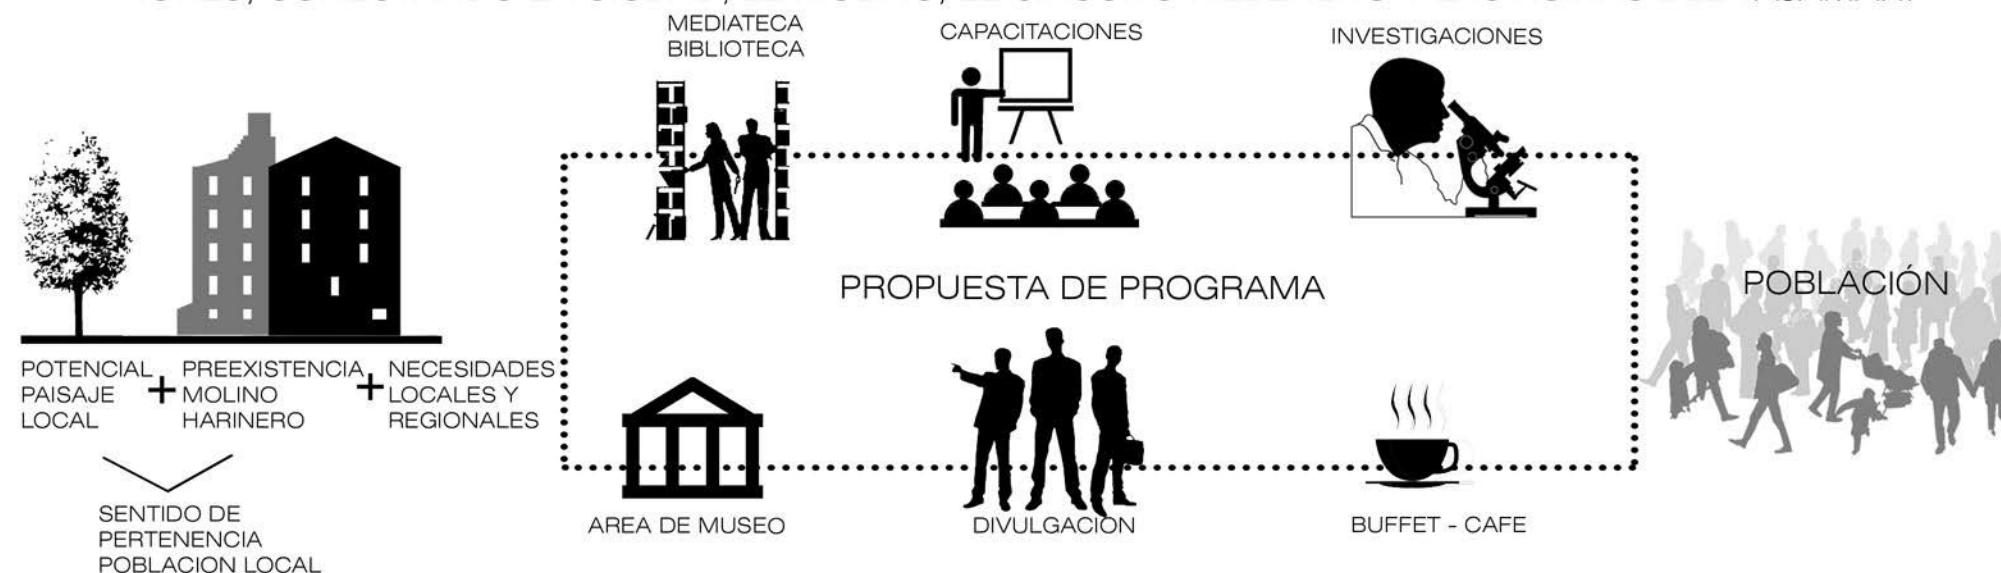 MEDIATECA
BIBLIOTECA
CAPACITACIONES
INVESTIGACIONES
PROPUESTA DE PROGRAMA
POBLACIÓN
POTENCIAL
PAISAJE
LOCAL
+
PREEXISTENCIA
MOLINO
HARINERO
+
NECESIDADES
LOCALES Y
REGIONALES
SENTIDO DE
PERTENENCIA
POBLACION LOCAL
AREA DE MUSEO
DIVULGACIÓN
BUFFET - CAFE